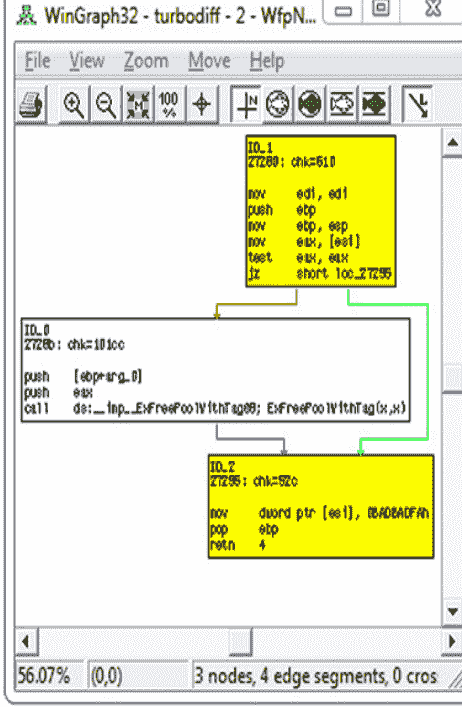 WinGraph32 - turbodiff - 2 - WfpN...
File View Zoom Move Help
100
%
N
ID_1
27280: chk=610
mov edi, edi
push ebp
mov ebp, esp
mov eax, [esi]
test eax, eax
jz short loc_27295
ID_0
2728b: chk=101cc
push [ebp+arg_0]
push eax
call ds:__imp__ExFreePoolWithTag@8; ExFreePoolWithTag(x,x)
ID_2
27295: chk=52c
mov dword ptr [esi], 0BADBADFAh
pop ebp
retn 4
56.07% (0,0) 3 nodes, 4 edge segments, 0 cros